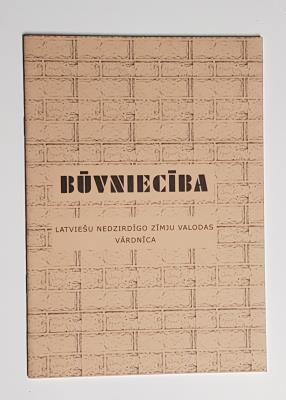 BŪVNIECĪBA
LATVIEŠU NEDZIRDĪGO ZĪMJU VALODAS
VĀRDNĪCA